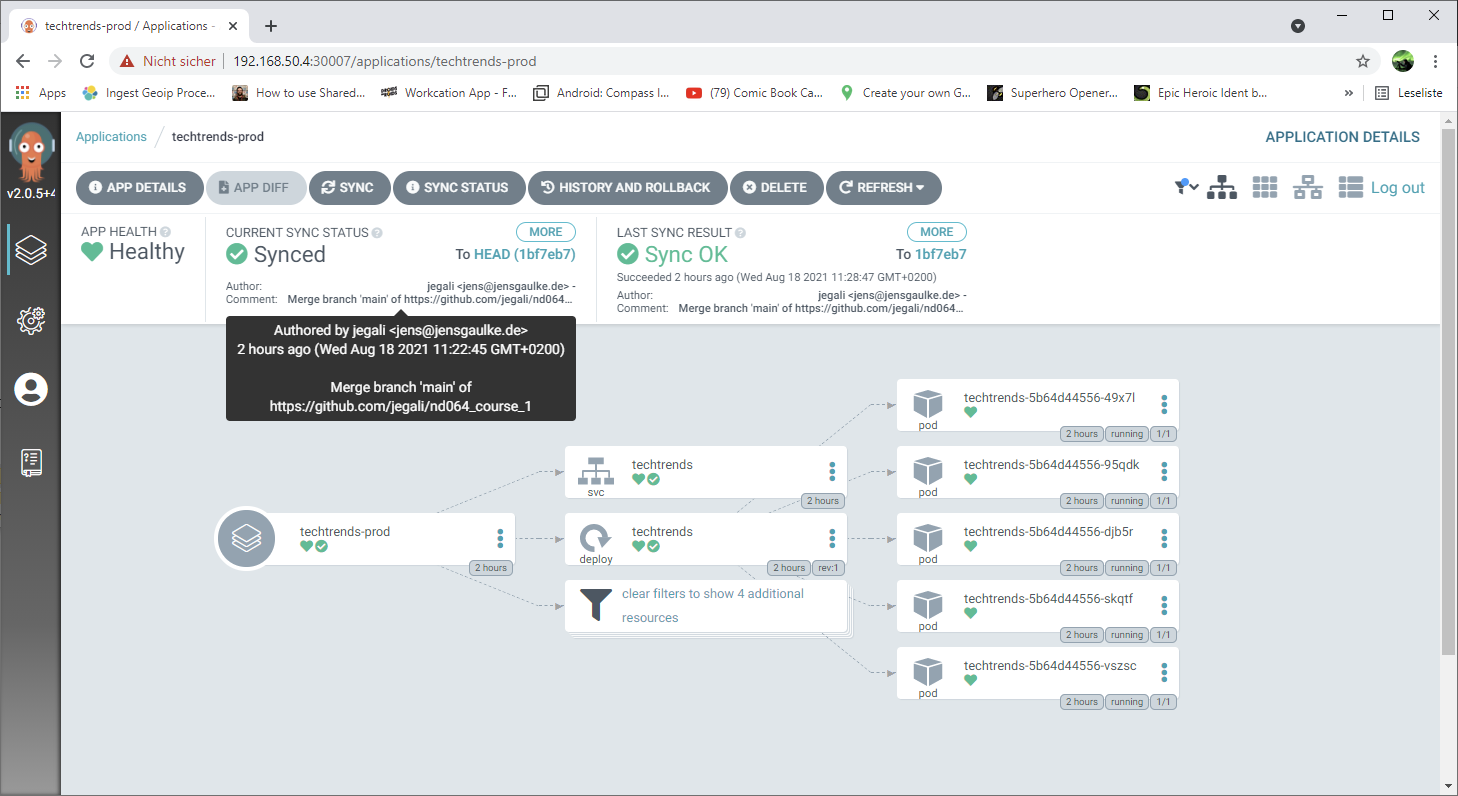 techtrends-prod / Applications -
Nicht sicher
192.168.50.4:30007/applications/techtrends-prod
Apps
Ingest Geoip Proce...
How to use Shared...
Workcation App - F...
Android: Compass I...
(79) Comic Book Ca...
Create your own G...
Superhero Opener...
Epic Heroic Ident b...
»
Leseliste
v2.0.5+4
Applications / techtrends-prod
APPLICATION DETAILS
APP DETAILS
APP DIFF
SYNC
SYNC STATUS
HISTORY AND ROLLBACK
DELETE
REFRESH
Log out
APP HEALTH
Healthy
CURRENT SYNC STATUS
MORE
Synced
To HEAD (1bf7eb7)
Author: jegali <jens@jensgaulke.de> -
Comment: Merge branch 'main' of https://github.com/jegali/nd064...
LAST SYNC RESULT
MORE
Sync OK
To 1bf7eb7
Succeeded 2 hours ago (Wed Aug 18 2021 11:28:47 GMT+0200)
Author: jegali <jens@jensgaulke.de> -
Comment: Merge branch 'main' of https://github.com/jegali/nd064...
Authored by jegali <jens@jensgaulke.de>
2 hours ago (Wed Aug 18 2021 11:22:45 GMT+0200)
Merge branch 'main' of
https://github.com/jegali/nd064_course_1
techtrends-prod
2 hours
svc
techtrends
2 hours
deploy
techtrends
2 hours
rev:1
clear filters to show 4 additional
resources
pod
techtrends-5b64d44556-49x7l
2 hours
running
1/1
pod
techtrends-5b64d44556-95qdk
2 hours
running
1/1
pod
techtrends-5b64d44556-djb5r
2 hours
running
1/1
pod
techtrends-5b64d44556-skqtf
2 hours
running
1/1
pod
techtrends-5b64d44556-vszsc
2 hours
running
1/1